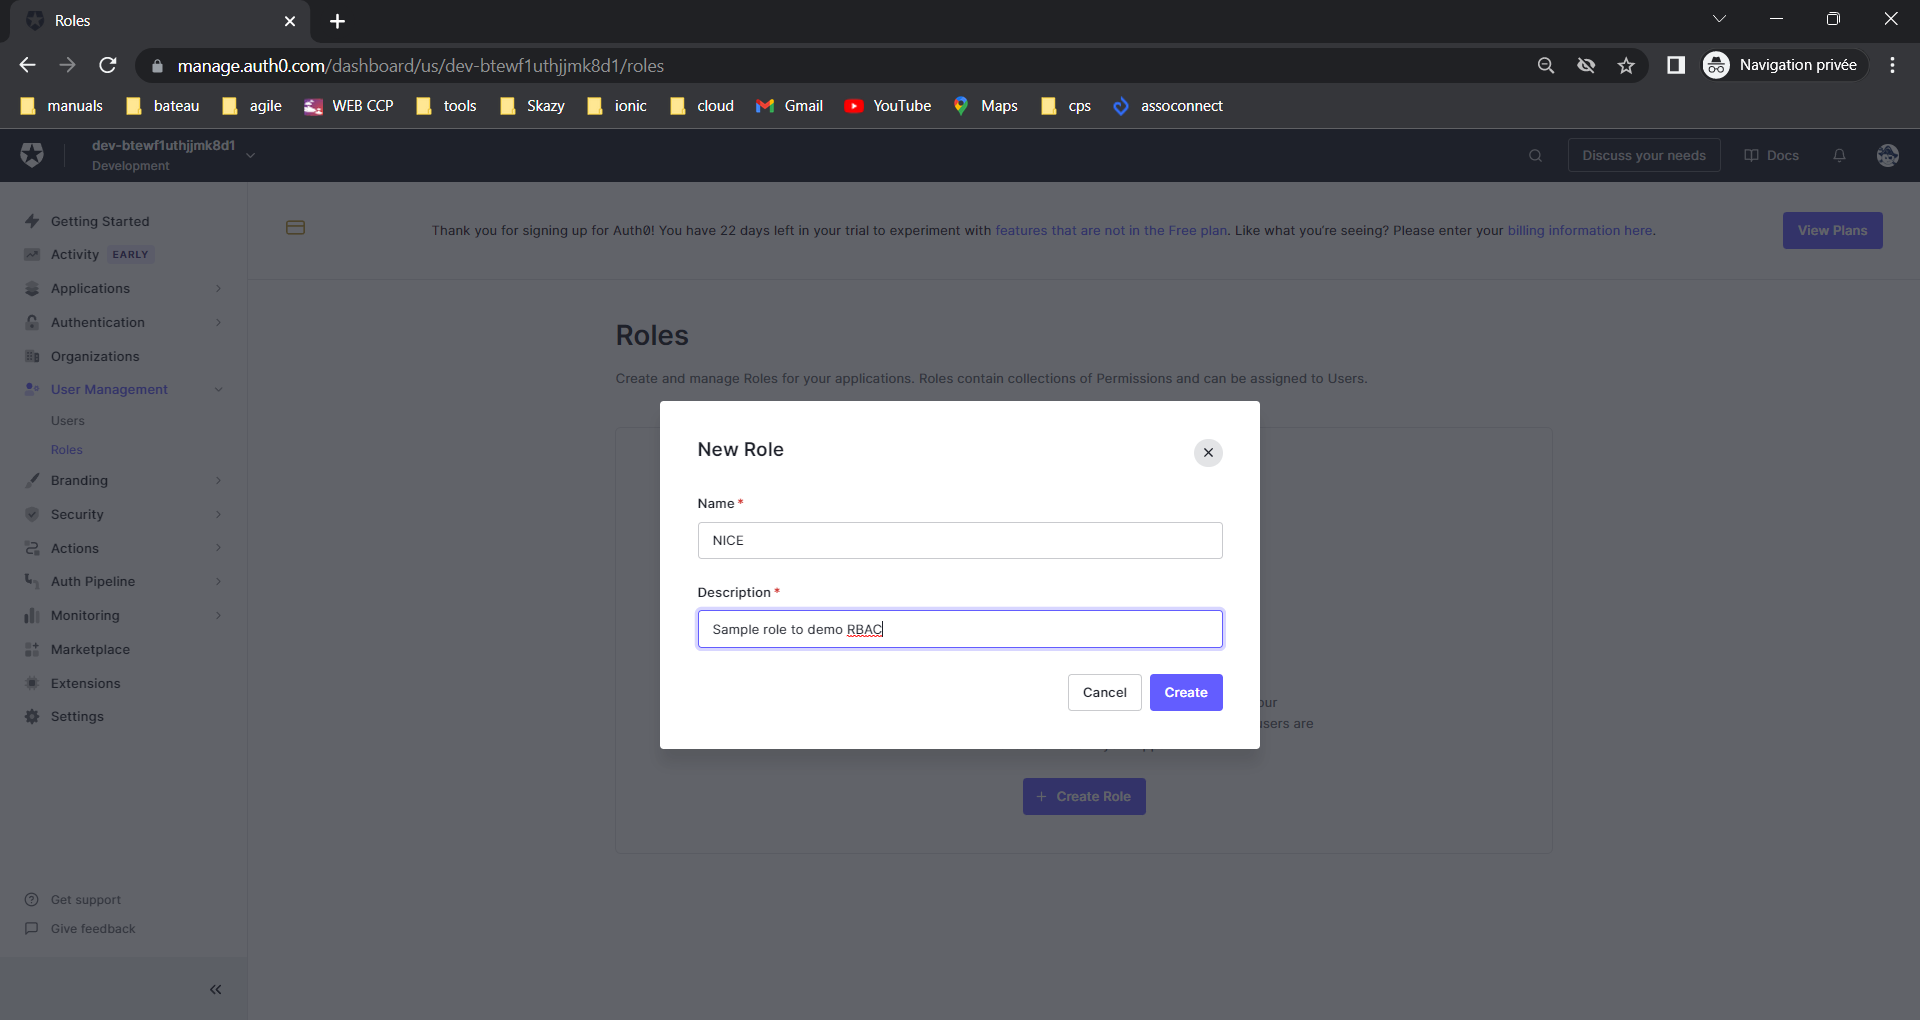 Roles
manage.auth0.com/dashboard/us/dev-btewf1uthjjmk8d1/roles
Navigation privée
manuals
bateau
agile
WEB CCP
tools
Skazy
ionic
cloud
Gmail
YouTube
Maps
cps
assoconnect
dev-btewf1uthjjmk8d1
Development
Discuss your needs
Docs
Getting Started
Activity EARLY
Applications
Authentication
Organizations
User Management
Users
Roles
Branding
Security
Actions
Auth Pipeline
Monitoring
Marketplace
Extensions
Settings
Get support
Give feedback
Thank you for signing up for Auth0! You have 22 days left in your trial to experiment with features that are not in the Free plan. Like what you're seeing? Please enter your billing information here.
View Plans
Roles
Create and manage Roles for your applications. Roles contain collections of Permissions and can be assigned to Users.
New Role
Name *
NICE
Description *
Sample role to demo RBAC
Cancel
Create
are
+ Create Role